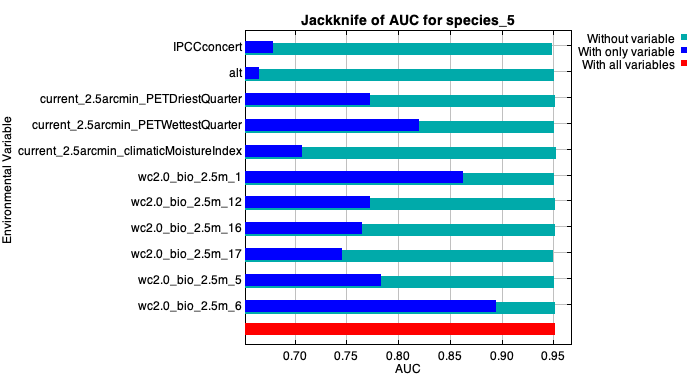 Jackknife of AUC for species_5
Without variable
With only variable
With all variables
Environmental Variable
IPCCconcert
alt
current_2.5arcmin_PETDriestQuarter
current_2.5arcmin_PETWettestQuarter
current_2.5arcmin_climaticMoistureIndex
wc2.0_bio_2.5m_1
wc2.0_bio_2.5m_12
wc2.0_bio_2.5m_16
wc2.0_bio_2.5m_17
wc2.0_bio_2.5m_5
wc2.0_bio_2.5m_6
0.70 0.75 0.80 0.85 0.90 0.95
AUC